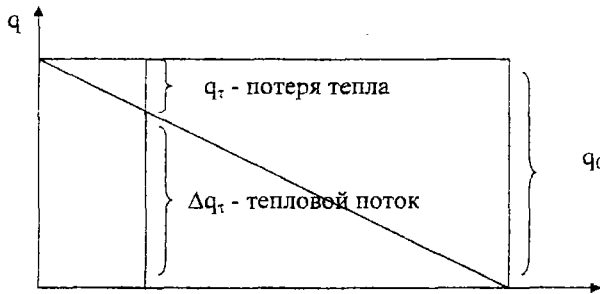 q
qτ - потеря тепла
q₀
Δqτ - тепловой поток